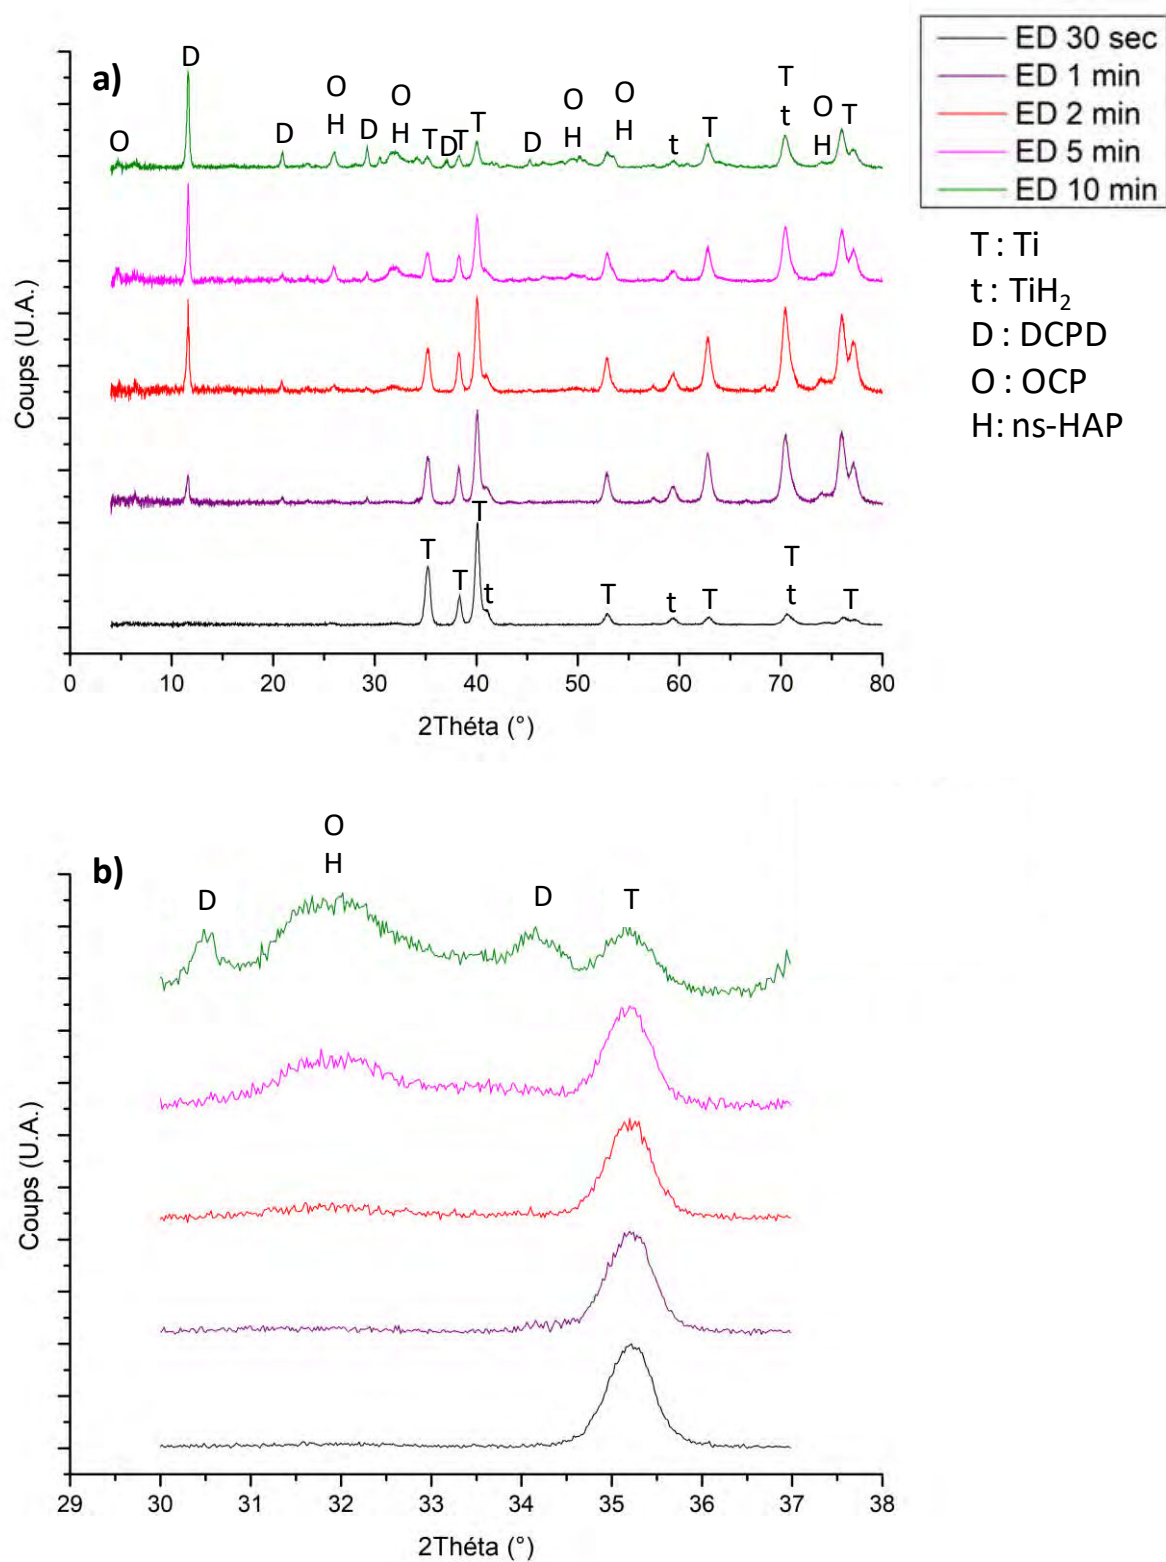 ED 30 sec
ED 1 min
ED 2 min
ED 5 min
ED 10 min
T : Ti
t : TiH2
D : DCPD
O : OCP
H: ns-HAP
a)
O
D
D
O
H
D
O
H
T
D
T
T
D
O
H
O
H
t
T
T
t
O
H
T
T
T
T
t
T
t
T
T
t
T
Coups (U.A.)
0 10 20 30 40 50 60 70 80
2Théta (°)
b)
D
O
H
D
T
Coups (U.A.)
29 30 31 32 33 34 35 36 37 38
2Théta (°)